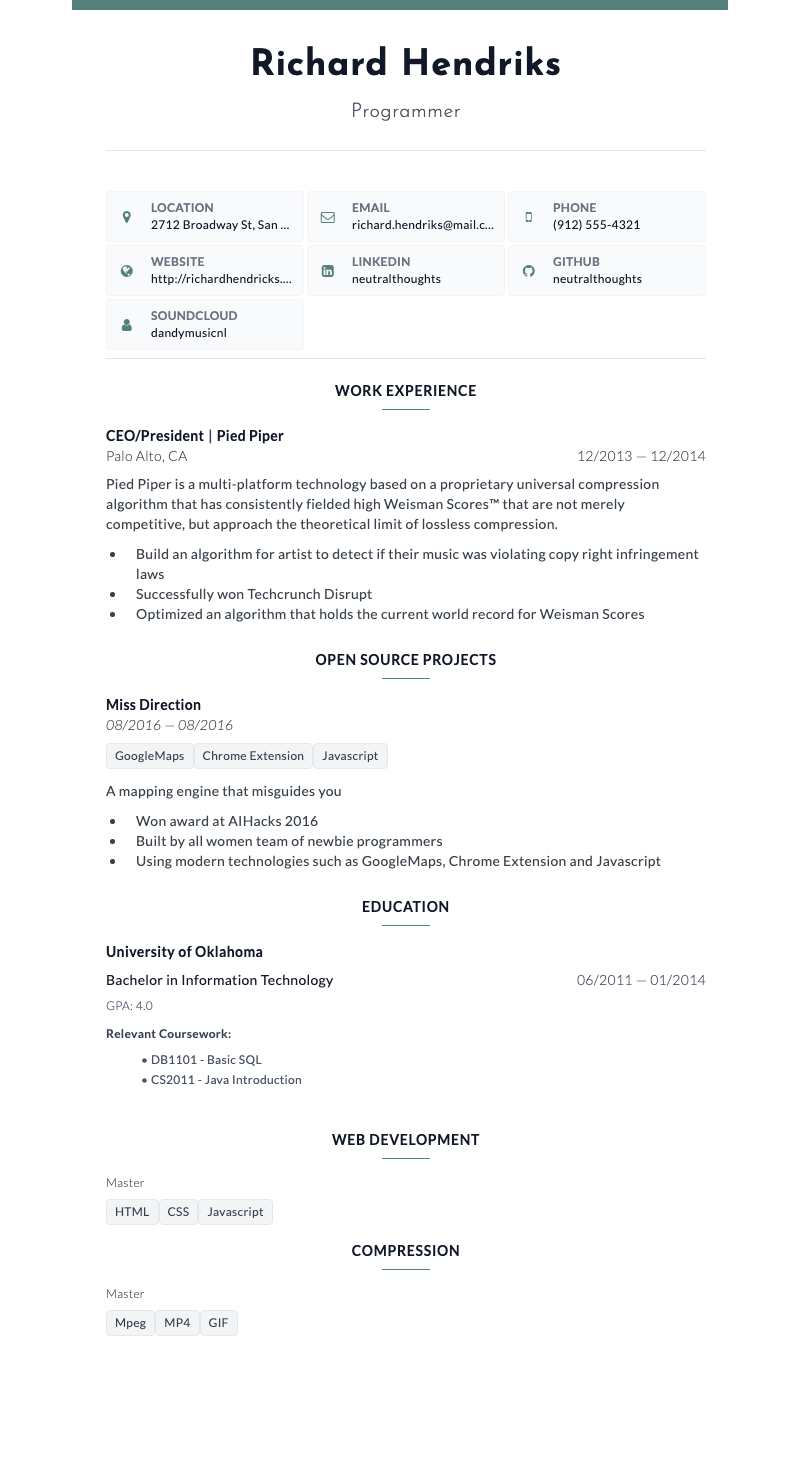 Richard Hendriks
Programmer
LOCATION
2712 Broadway St, San ...
EMAIL
richard.hendriks@mail.c...
PHONE
(912) 555-4321
WEBSITE
http://richardhendricks....
LINKEDIN
neutralthoughts
GITHUB
neutralthoughts
SOUNDCLOUD
dandymusicnl
WORK EXPERIENCE
CEO/President | Pied Piper
Palo Alto, CA 12/2013 — 12/2014
Pied Piper is a multi-platform technology based on a proprietary universal compression
algorithm that has consistently fielded high Weisman Scores™ that are not merely
competitive, but approach the theoretical limit of lossless compression.
• Build an algorithm for artist to detect if their music was violating copy right infringement
laws
• Successfully won Techcrunch Disrupt
• Optimized an algorithm that holds the current world record for Weisman Scores
OPEN SOURCE PROJECTS
Miss Direction
08/2016 — 08/2016
GoogleMaps Chrome Extension Javascript
A mapping engine that misguides you
• Won award at AIHacks 2016
• Built by all women team of newbie programmers
• Using modern technologies such as GoogleMaps, Chrome Extension and Javascript
EDUCATION
University of Oklahoma
Bachelor in Information Technology 06/2011 — 01/2014
GPA: 4.0
Relevant Coursework:
• DB1101 - Basic SQL
• CS2011 - Java Introduction
WEB DEVELOPMENT
Master
HTML CSS Javascript
COMPRESSION
Master
Mpeg MP4 GIF